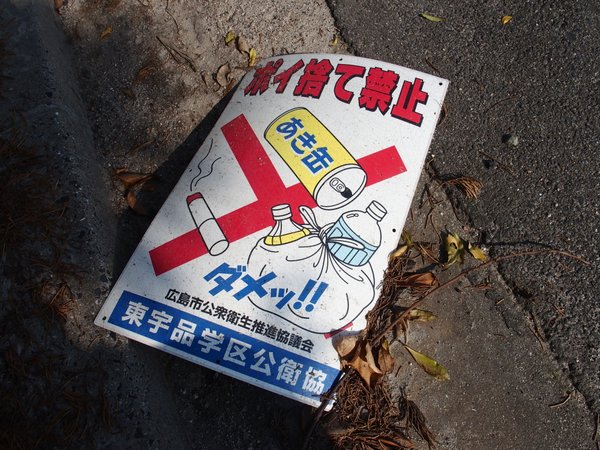 ポイ捨て禁止
あき缶
ダメッ!!
広島市公衆衛生推進協議会
東宇品学区公衛協